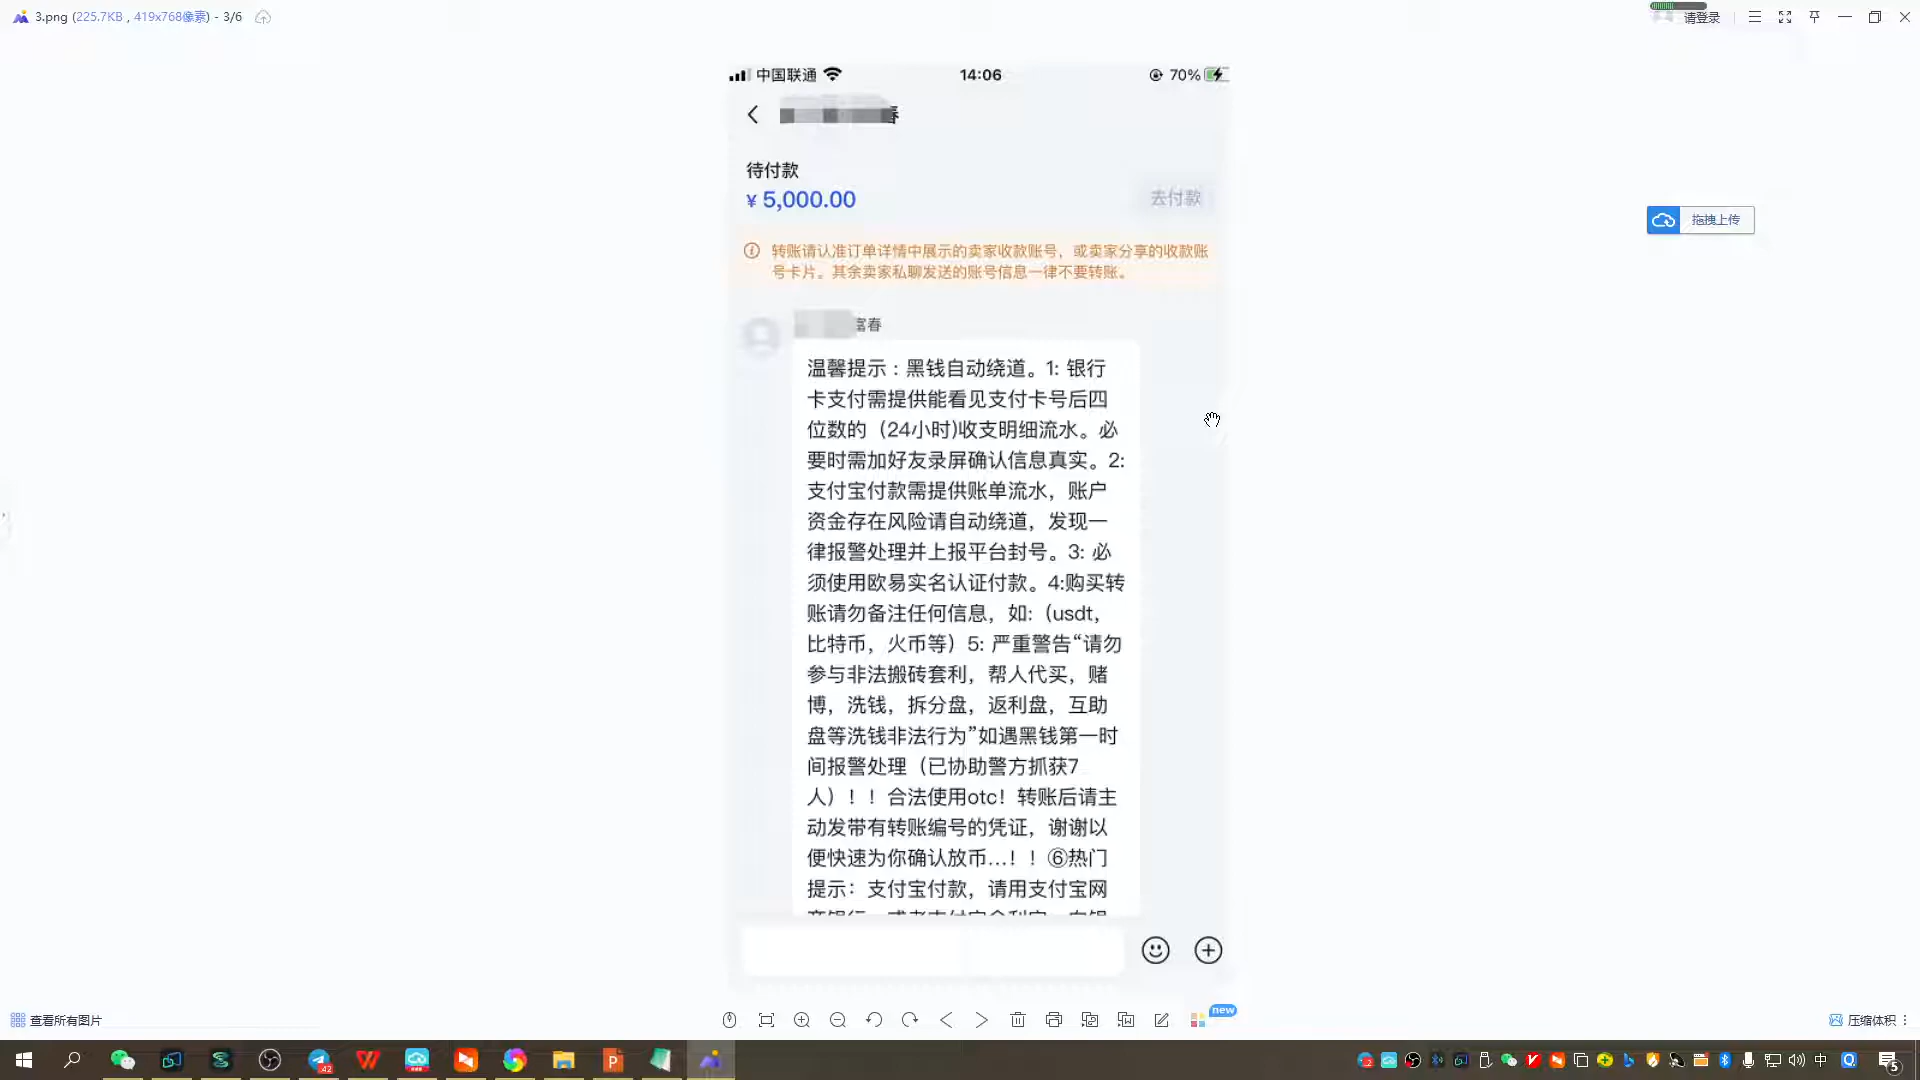 3.png (225.7KB , 419x768像素) - 3/6
请登录
中国联通
14:06
70%
春
待付款
¥ 5,000.00
去付款
转账请认准订单详情中展示的卖家收款账号，或卖家分享的收款账
号卡片。其余卖家私聊发送的账号信息一律不要转账。
拖拽上传
富春
温馨提示：黑钱自动绕道。1: 银行
卡支付需提供能看见支付卡号后四
位数的（24小时)收支明细流水。必
要时需加好友录屏确认信息真实。2:
支付宝付款需提供账单流水，账户
资金存在风险请自动绕道，发现一
律报警处理并上报平台封号。3: 必
须使用欧易实名认证付款。4:购买转
账请勿备注任何信息，如:（usdt，
比特币，火币等）5: 严重警告“请勿
参与非法搬砖套利，帮人代买，赌
博，洗钱，拆分盘，返利盘，互助
盘等洗钱非法行为”如遇黑钱第一时
间报警处理（已协助警方抓获7
人）！！合法使用otc！转账后请主
动发带有转账编号的凭证，谢谢以
便快速为你确认放币...！！⑥热门
提示：支付宝付款，请用支付宝网
new
查看所有图片
压缩体积
42
中
5